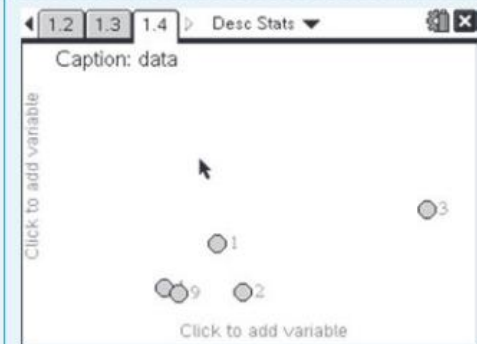 1.2 1.3 1.4 Desc Stats
Caption: data
Click to add variable
3
1
9 2
Click to add variable